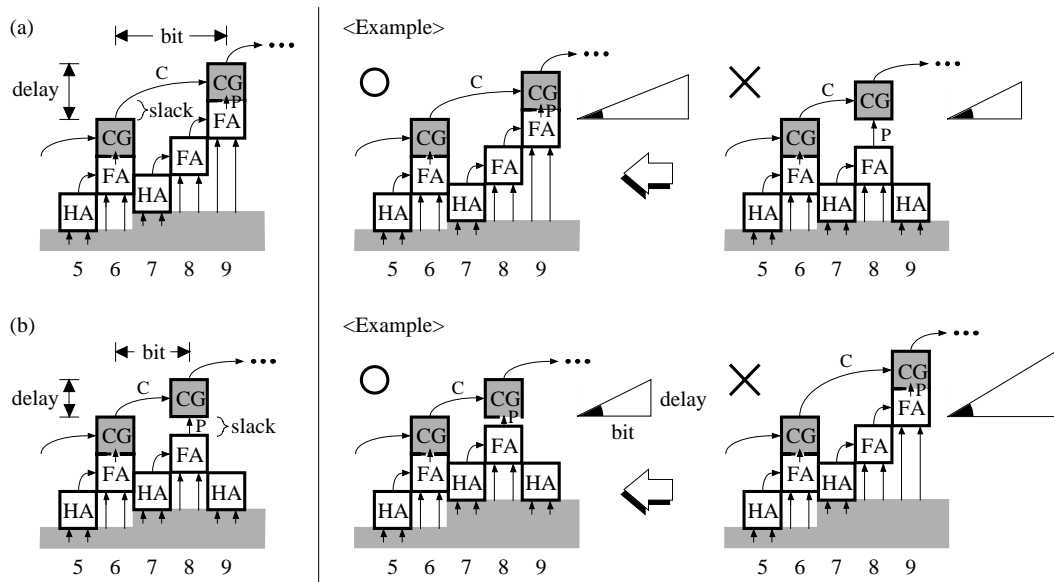 (a)
bit
delay
C
slack
CG
P
CG
FA
FA
FA
HA
HA
5 6 7 8 9
<Example>
C
CG
P
CG
FA
FA
FA
HA
HA
5 6 7 8 9
C
CG
CG
P
FA
FA
HA
HA
HA
5 6 7 8 9
(b)
bit
delay
C
CG
CG
P
slack
FA
FA
HA
HA
HA
5 6 7 8 9
<Example>
C
CG
CG
P
FA
FA
HA
HA
HA
delay
bit
5 6 7 8 9
C
CG
P
CG
FA
FA
FA
HA
HA
5 6 7 8 9